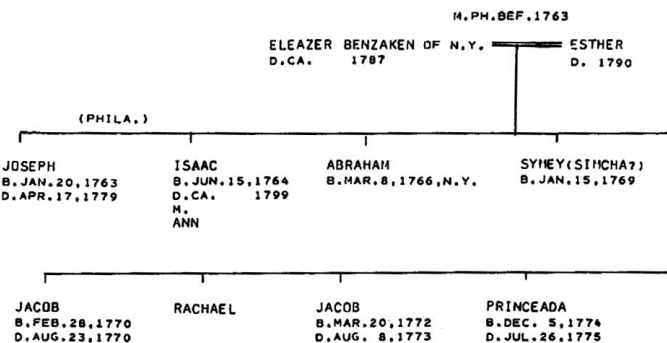 M.PH.BEF.1763
ELEAZER BENZAKEN OF N.Y. ESTHER
D.CA. 1787 D. 1790
(PHILA.)
JOSEPH ISAAC ABRAHAM SYMEY(SIMCHA?)
B.JAN.20,1763 B.JUN.15,1764 B.MAR.8,1766,N.Y. B.JAN.15,1769
D.APR.17,1779 D.CA. 1799
M.
ANN
JACOB RACHAEL JACOB PRINCEADA
B.FEB.28,1770 B.MAR.20,1772 B.DEC. 5,1774
D.AUG.23,1770 D.AUG. 8,1773 D.JUL.26,1775